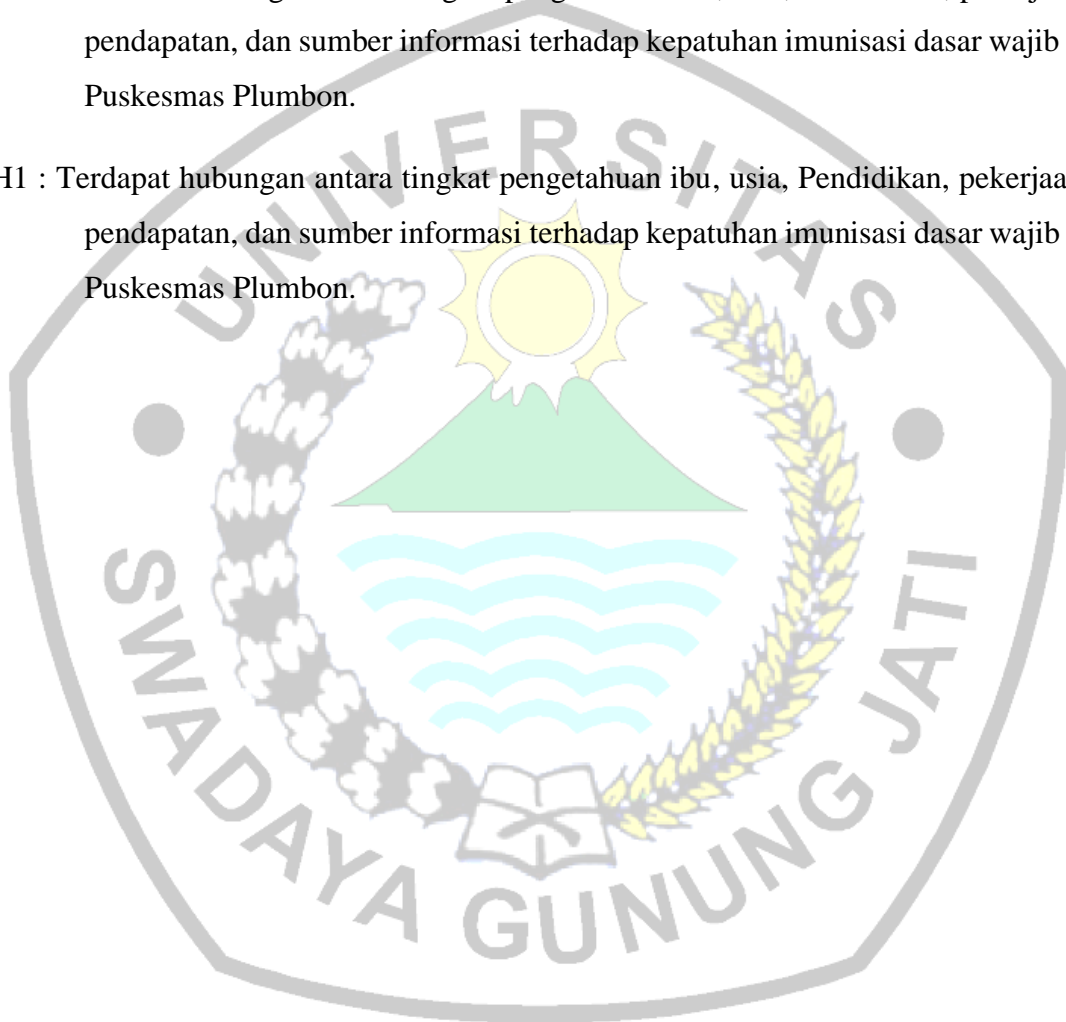 pendapatan, dan sumber informasi terhadap kepatuhan imunisasi dasar wajib
Puskesmas Plumbon.
H1 : Terdapat hubungan antara tingkat pengetahuan ibu, usia, Pendidikan,
pendapatan, dan sumber informasi terhadap kepatuhan imunisasi dasar wajib
Puskesmas Plumbon.
UNIVERSITAS
SWADAYA GUNUNG JATI